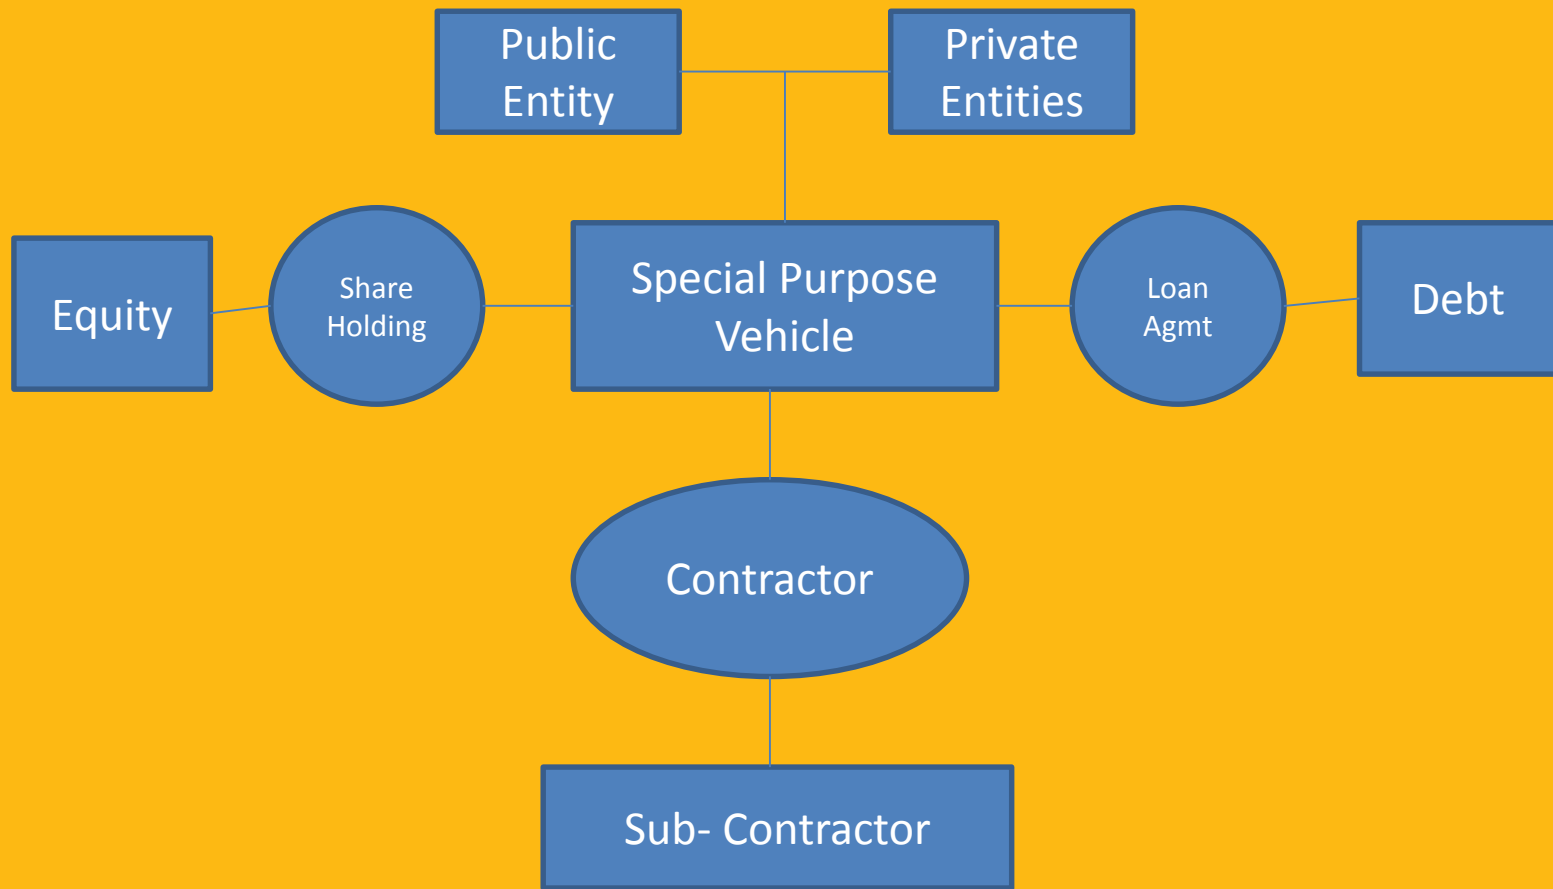 Public
Entity
Private
Entities
Equity
Share
Holding
Special Purpose
Vehicle
Loan
Agmt
Debt
Contractor
Sub- Contractor